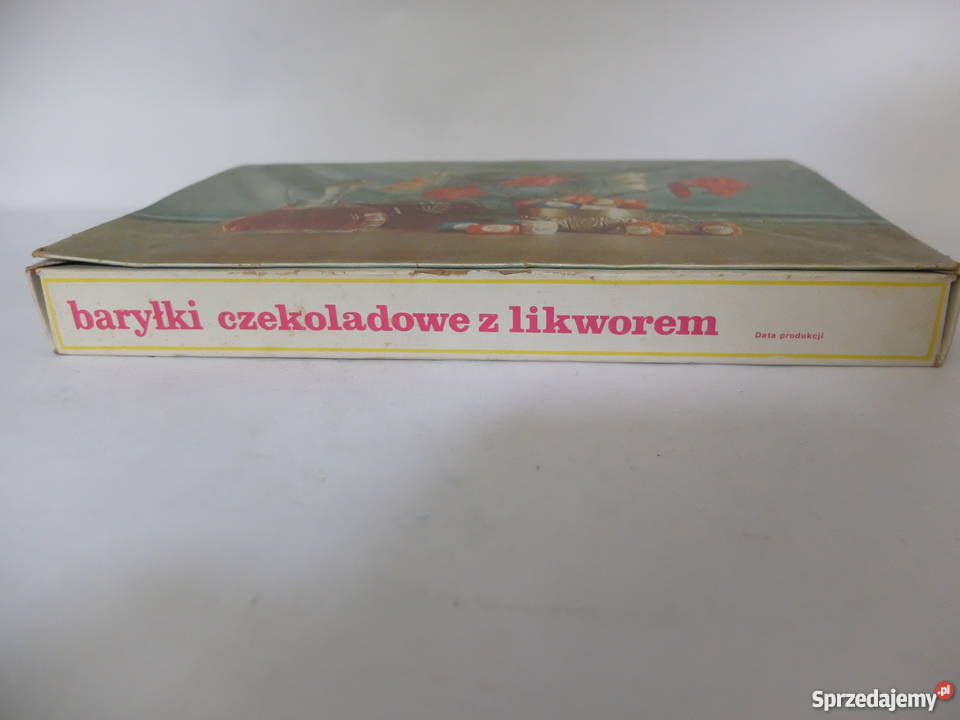 baryłki czekoladowe z likworem
Data produkcji
Sprzedajemy.pl